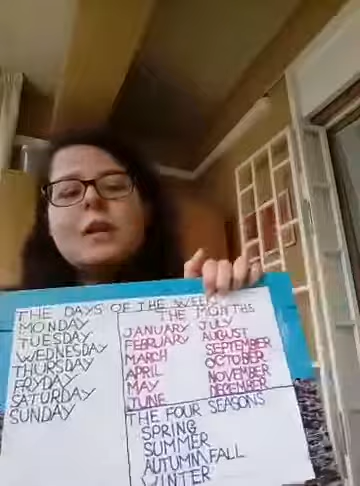 THE DAYS OF THE WEEK
MONDAY
TUESDAY
WEDNESDAY
THURSDAY
FRYDAY
SATURDAY
SUNDAY
THE MONTHS
JANUARY JULY
FEBRUARY AUGUST
MARCH SEPTEMBER
APRIL OCTOBER
MAY NOVEMBER
JUNE DECEMBER
THE FOUR SEASONS
SPRING
SUMMER
AUTUMN FALL
WINTER